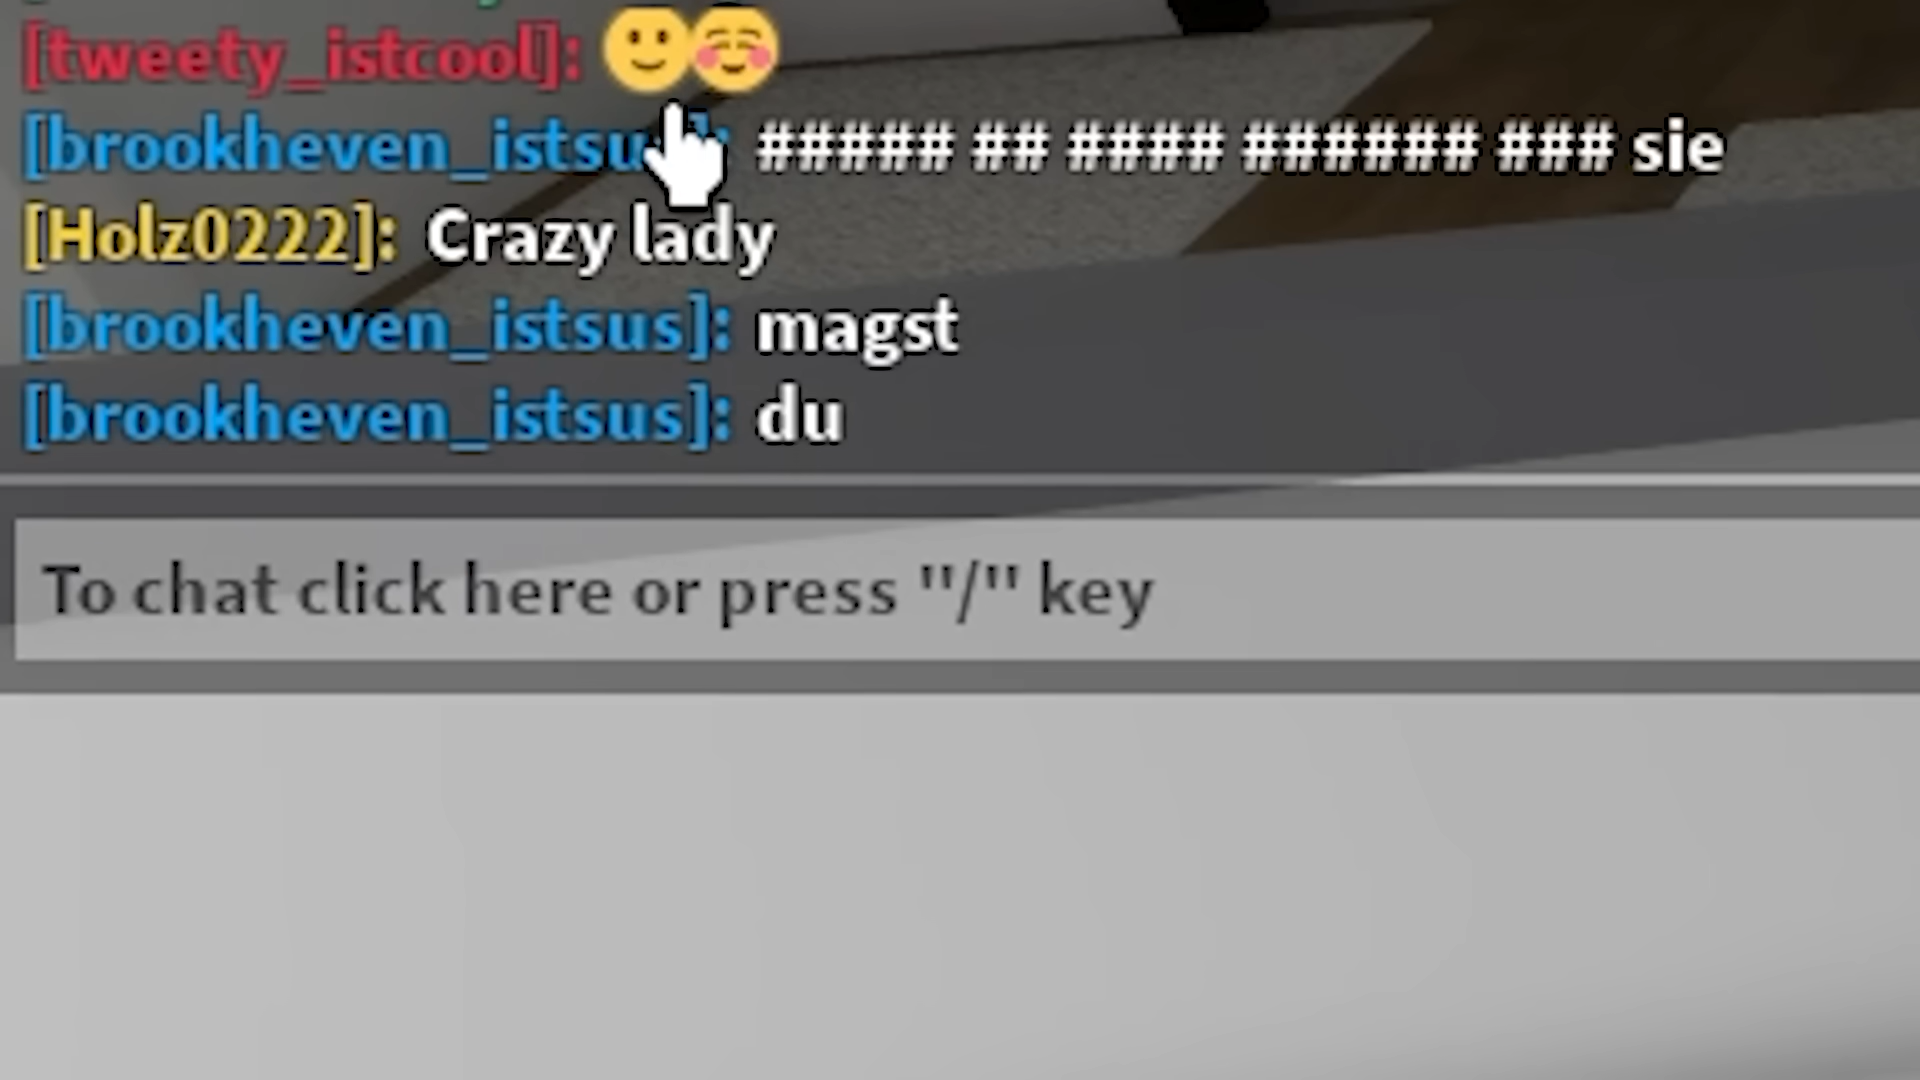 [tweety_istcool]: 🙂☺️
[brookheven_istsus]: ##### ## #### ###### ### sie
[Holz0222]: Crazy lady
[brookheven_istsus]: magst
[brookheven_istsus]: du
To chat click here or press "/" key